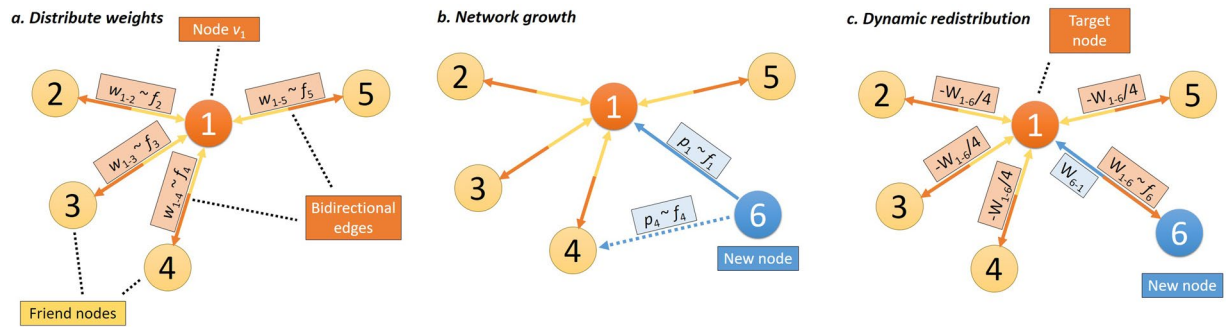 a. Distribute weights
Node v1
2
w1-2 ~ f2
w1-5 ~ f5
5
1
w1-3 ~ f3
w1-4 ~ f4
3
Bidirectional
edges
4
Friend nodes
b. Network growth
2
5
1
p1 ~ f1
3
p4 ~ f4
6
4
New node
c. Dynamic redistribution
Target
node
2
-W1-6/4
-W1-6/4
5
1
-W1-6/4
W6-1
W1-6 ~ f6
-W1-6/4
3
6
4
New node